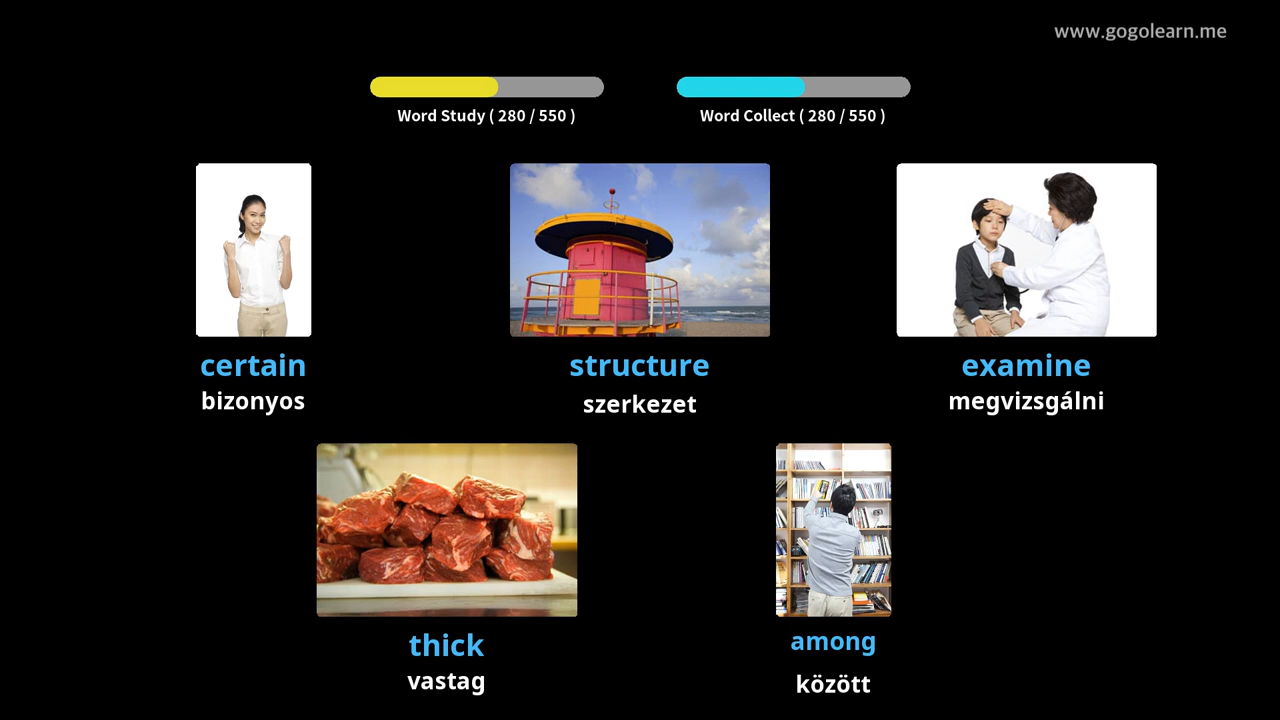 www.gogolearn.me
Word Study ( 280 / 550 )
Word Collect ( 280 / 550 )
certain
bizonyos
structure
szerkezet
examine
megvizsgálni
thick
vastag
among
között